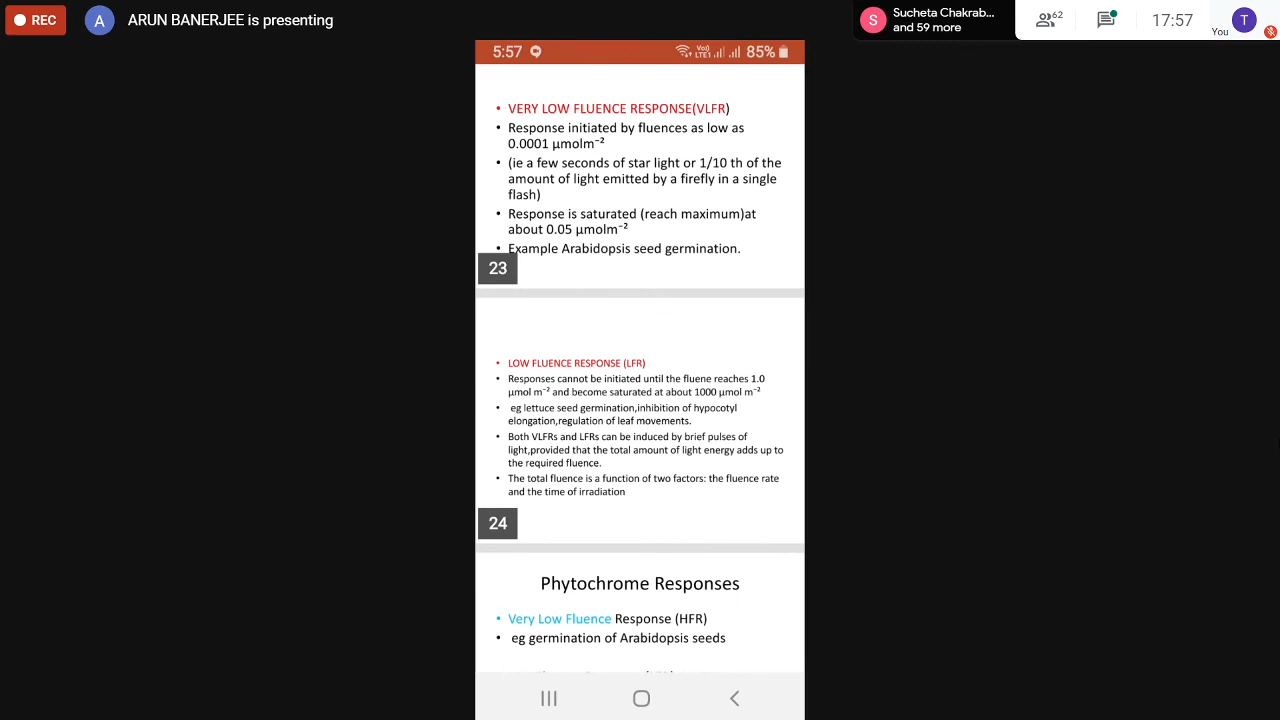 REC
A
ARUN BANERJEE is presenting
S
Sucheta Chakrab...
and 59 more
62
17:57
You
T
5:57
Vo)
LTE1
85%
• VERY LOW FLUENCE RESPONSE(VLFR)
• Response initiated by fluences as low as
0.0001 µmolm⁻²
• (ie a few seconds of star light or 1/10 th of the
amount of light emitted by a firefly in a single
flash)
• Response is saturated (reach maximum)at
about 0.05 µmolm⁻²
• Example Arabidopsis seed germination.
23
• LOW FLUENCE RESPONSE (LFR)
• Responses cannot be initiated until the fluene reaches 1.0
µmol m⁻² and become saturated at about 1000 µmol m⁻²
• eg lettuce seed germination,inhibition of hypocotyl
elongation,regulation of leaf movements.
• Both VLFRs and LFRs can be induced by brief pulses of
light,provided that the total amount of light energy adds up to
the required fluence.
• The total fluence is a function of two factors: the fluence rate
and the time of irradiation
24
Phytochrome Responses
• Very Low Fluence Response (HFR)
• eg germination of Arabidopsis seeds